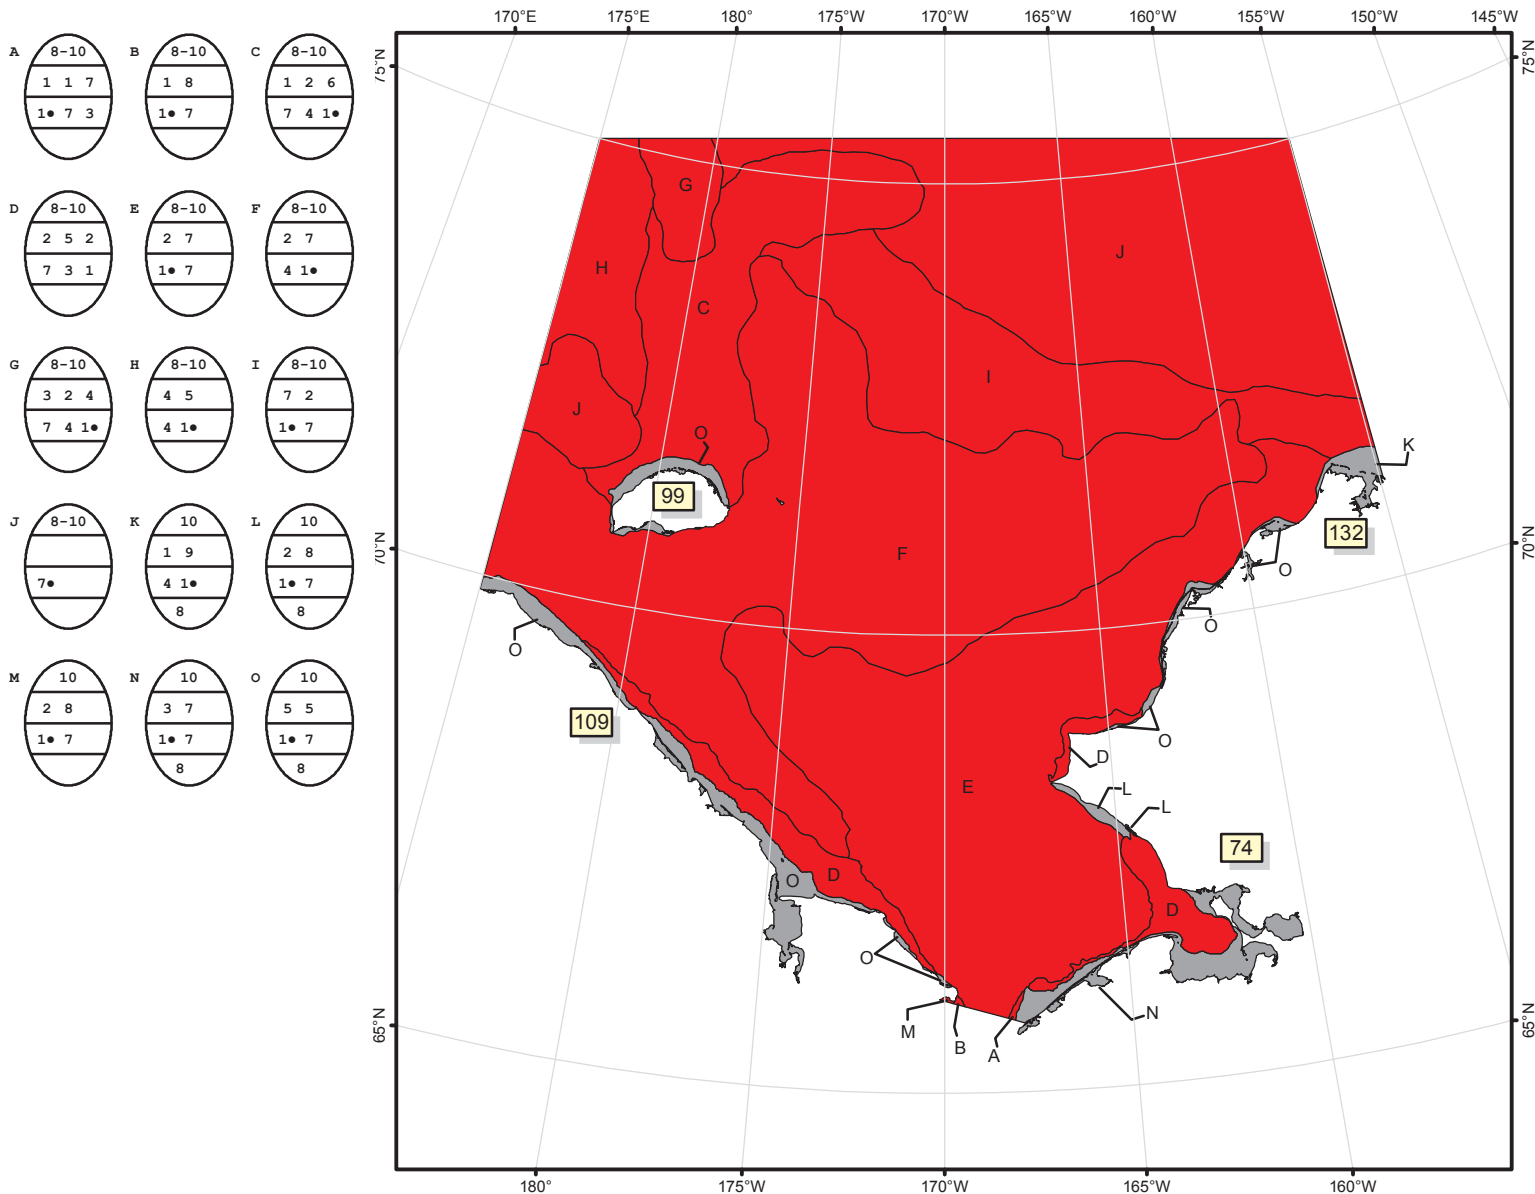 170°E 175°E 180° 175°W 170°W 165°W 160°W 155°W 150°W 145°W
A 8-10 B 8-10 C 8-10
1 1 7 1 8 1 2 6
1● 7 3 1● 7 7 4 1●
D 8-10 E 8-10 F 8-10
2 5 2 2 7 2 7
7 3 1 1● 7 4 1●
G 8-10 H 8-10 I 8-10
3 2 4 4 5 7 2
7 4 1● 4 1● 1● 7
J 8-10 K 10 L 10
1 9 2 8
7● 4 1● 1● 7
8 8
M 10 N 10 O 10
2 8 3 7 5 5
1● 7 1● 7 1● 7
8 8
75°N 75°N
G
J
H
C
I
J
O
K
99
132
70°N 70°N
F
O
O
O
109
O
D
E
L
L
74
O D
D
O
N
M
B
A
65°N 65°N
180° 175°W 170°W 165°W 160°W